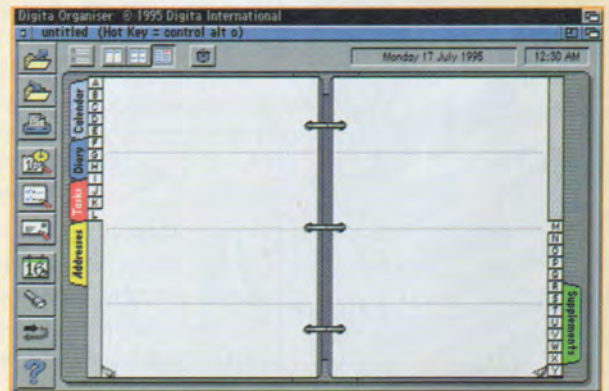 Digita Organiser © 1995 Digita International
untitled (Hot Key = control alt o)
Monday 17 July 1995
12:30 AM
Calendar
Diary
Tasks
Addresses
A
B
C
D
E
F
G
H
I
J
K
L
M
N
O
P
Q
R
S
T
U
V
W
X
Y
Supplements
16
?